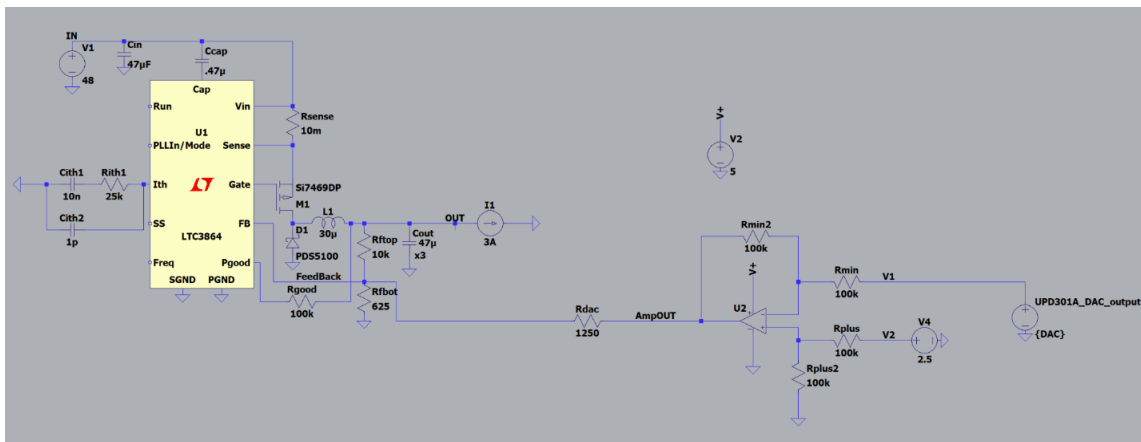 IN
V1
48
Cin
47µF
Ccap
.47µ
Cap
Run
Vin
Rsense
10m
U1
PLLIn/Mode
Sense
Cith1
10n
Rith1
25k
Ith
Gate
Si7469DP
M1
Cith2
1p
SS
FB
LTC3864
D1
PDS5100
L1
30µ
OUT
I1
3A
Rftop
10k
Cout
47µ
x3
Freq
Pgood
SGND
PGND
FeedBack
Rgood
100k
Rfbot
625
V+
V2
5
Rmin2
100k
V+
Rmin
100k
V1
UPD301A_DAC_output
{DAC}
Rdac
1250
AmpOUT
U2
Rplus
100k
V2
V4
2.5
Rplus2
100k